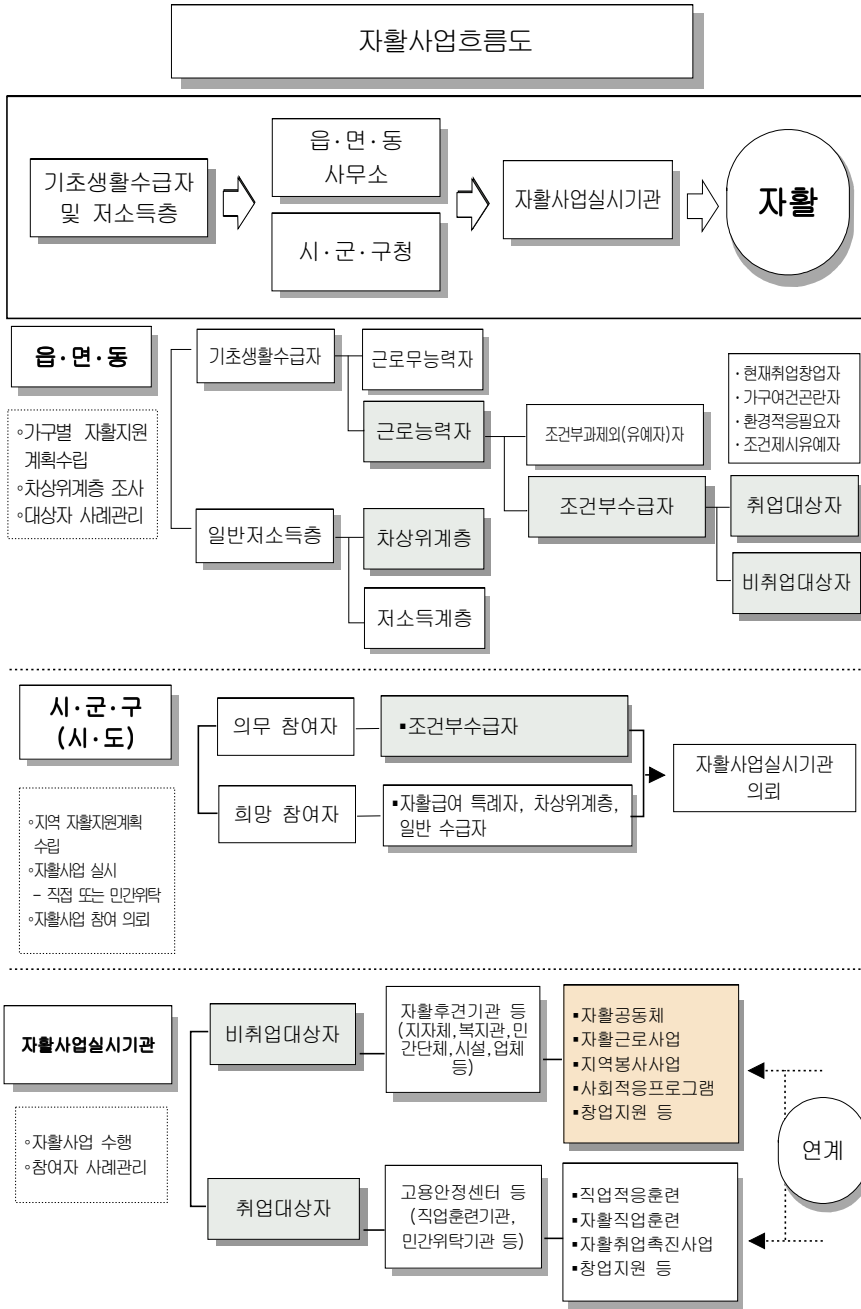 자활사업흐름도
기초생활수급자
및 저소득층
읍·면·동
사무소
시·군·구청
자활사업실시기관
자활
읍·면·동
◦가구별 자활지원
계획수립
◦차상위계층 조사
◦대상자 사례관리
기초생활수급자
근로무능력자
근로능력자
조건부과제외(유예자)자
· 현재취업창업자
· 가구여건곤란자
· 환경적응필요자
· 조건제시유예자
조건부수급자
취업대상자
비취업대상자
일반저소득층
차상위계층
저소득계층
시·군·구
(시·도)
◦지역 자활지원계획
수립
◦자활사업 실시
– 직접 또는 민간위탁
◦자활사업 참여 의뢰
의무 참여자
▪조건부수급자
희망 참여자
▪자활급여 특례자, 차상위계층,
일반 수급자
자활사업실시기관
의뢰
자활사업실시기관
◦자활사업 수행
◦참여자 사례관리
비취업대상자
자활후견기관 등
(지자체,복지관,민
간단체,시설,업체
등)
▪자활공동체
▪자활근로사업
▪지역봉사사업
▪사회적응프로그램
▪창업지원 등
연계
취업대상자
고용안정센터 등
(직업훈련기관,
민간위탁기관 등)
▪직업적응훈련
▪자활직업훈련
▪자활취업촉진사업
▪창업지원 등